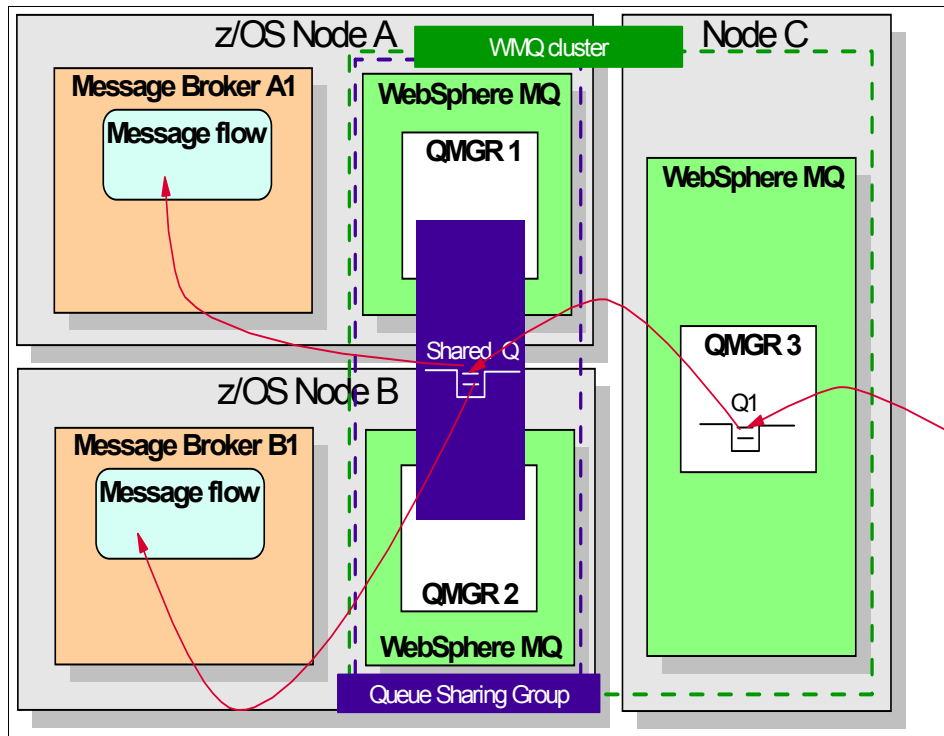 z/OS Node A
WMQ cluster
Node C
Message Broker A1
Message flow
WebSphere MQ
QMGR 1
WebSphere MQ
Shared Q
QMGR 3
Q1
z/OS Node B
Message Broker B1
Message flow
QMGR 2
WebSphere MQ
Queue Sharing Group